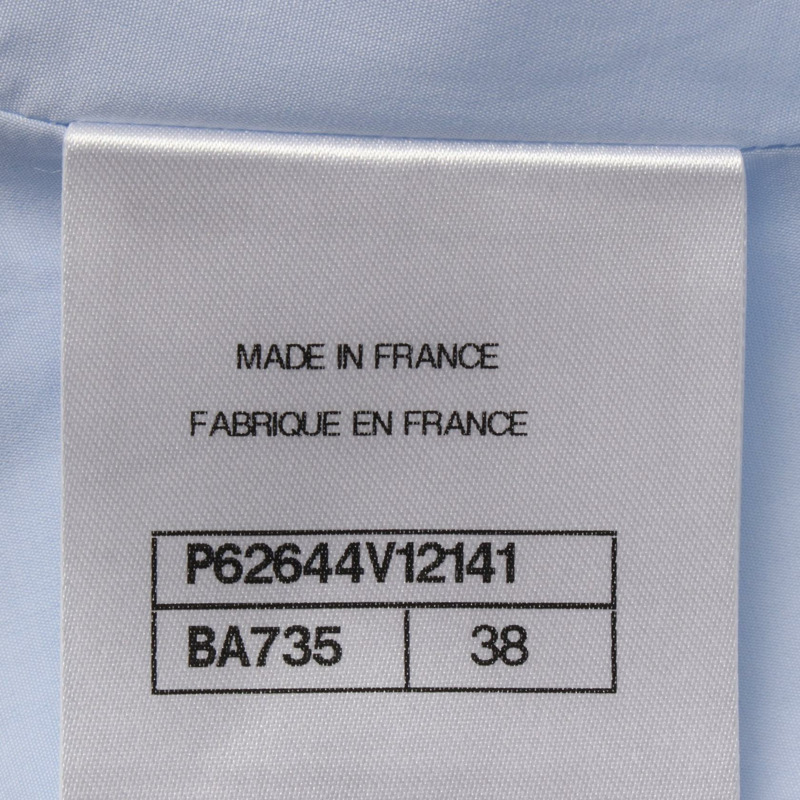 MADE IN FRANCE
FABRIQUE EN FRANCE
P62644V12141
BA735 38